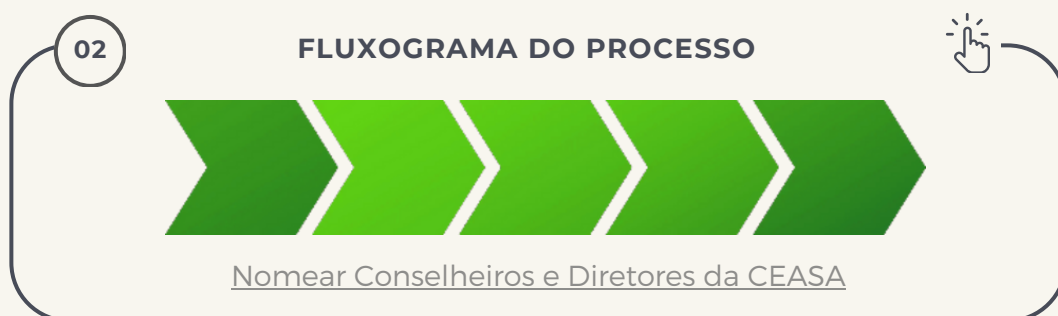 02
FLUXOGRAMA DO PROCESSO
Nomear Conselheiros e Diretores da CEASA